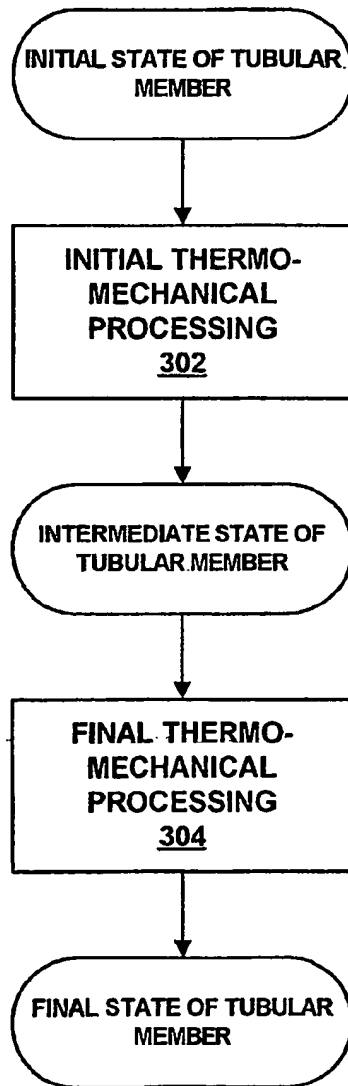 INITIAL STATE OF TUBULAR
MEMBER
INITIAL THERMO-
MECHANICAL
PROCESSING
302
INTERMEDIATE STATE OF
TUBULAR MEMBER
FINAL THERMO-
MECHANICAL
PROCESSING
304
FINAL STATE OF TUBULAR
MEMBER